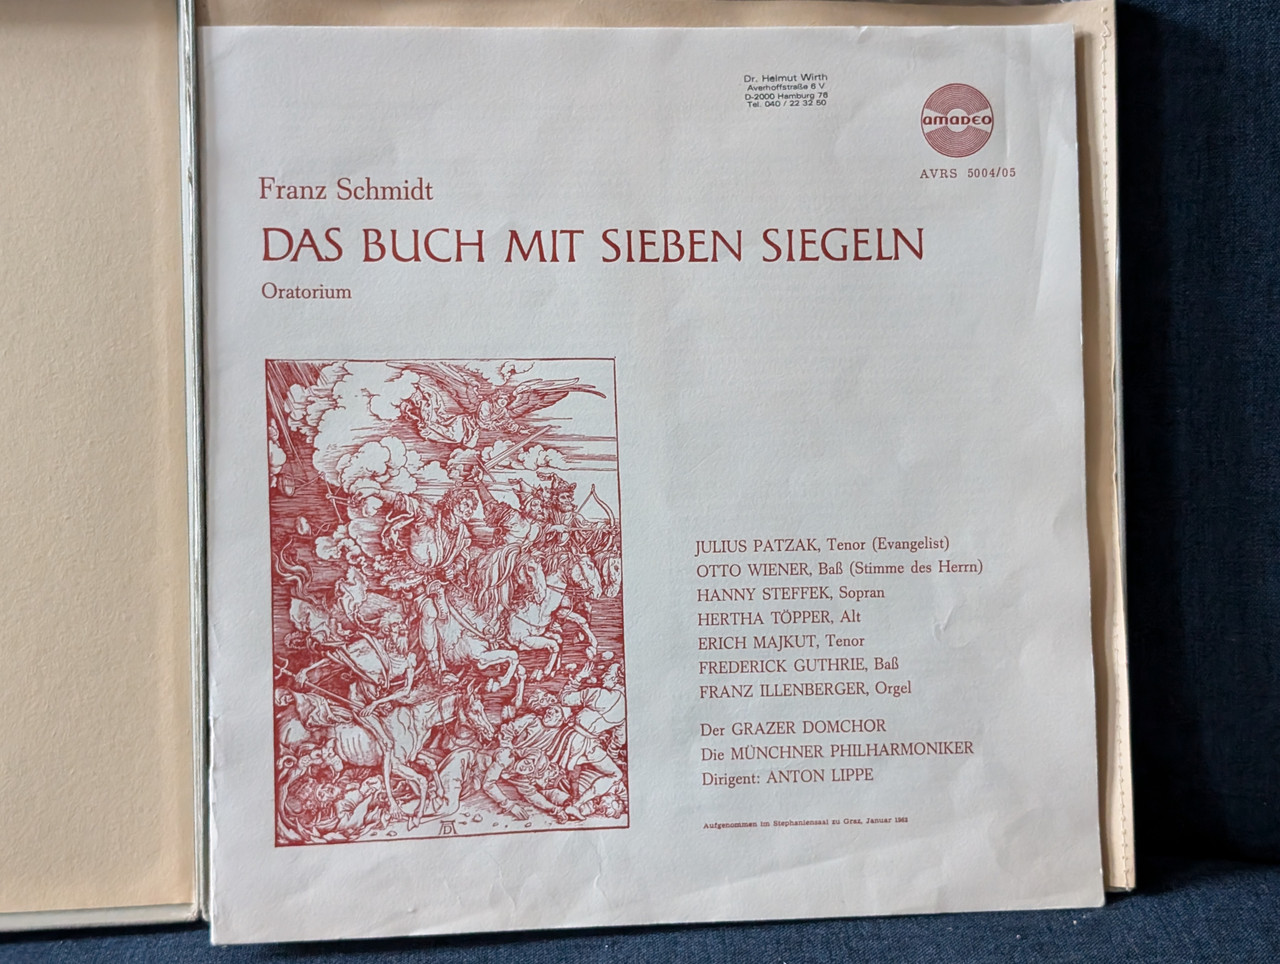 Dr. Helmut Wirth
Averhoffstraße 6 V
D-2000 Hamburg 76
Tel. 040 / 22 32 50
amadeo
AVRS 5004/05
Franz Schmidt
DAS BUCH MIT SIEBEN SIEGELN
Oratorium
JULIUS PATZAK, Tenor (Evangelist)
OTTO WIENER, Baß (Stimme des Herrn)
HANNY STEFFEK, Sopran
HERTHA TÖPPER, Alt
ERICH MAJKUT, Tenor
FREDERICK GUTHRIE, Baß
FRANZ ILLENBERGER, Orgel
Der GRAZER DOMCHOR
Die MÜNCHNER PHILHARMONIKER
Dirigent: ANTON LIPPE
Aufgenommen im Stephaniensaal zu Graz, Januar 1962
AD